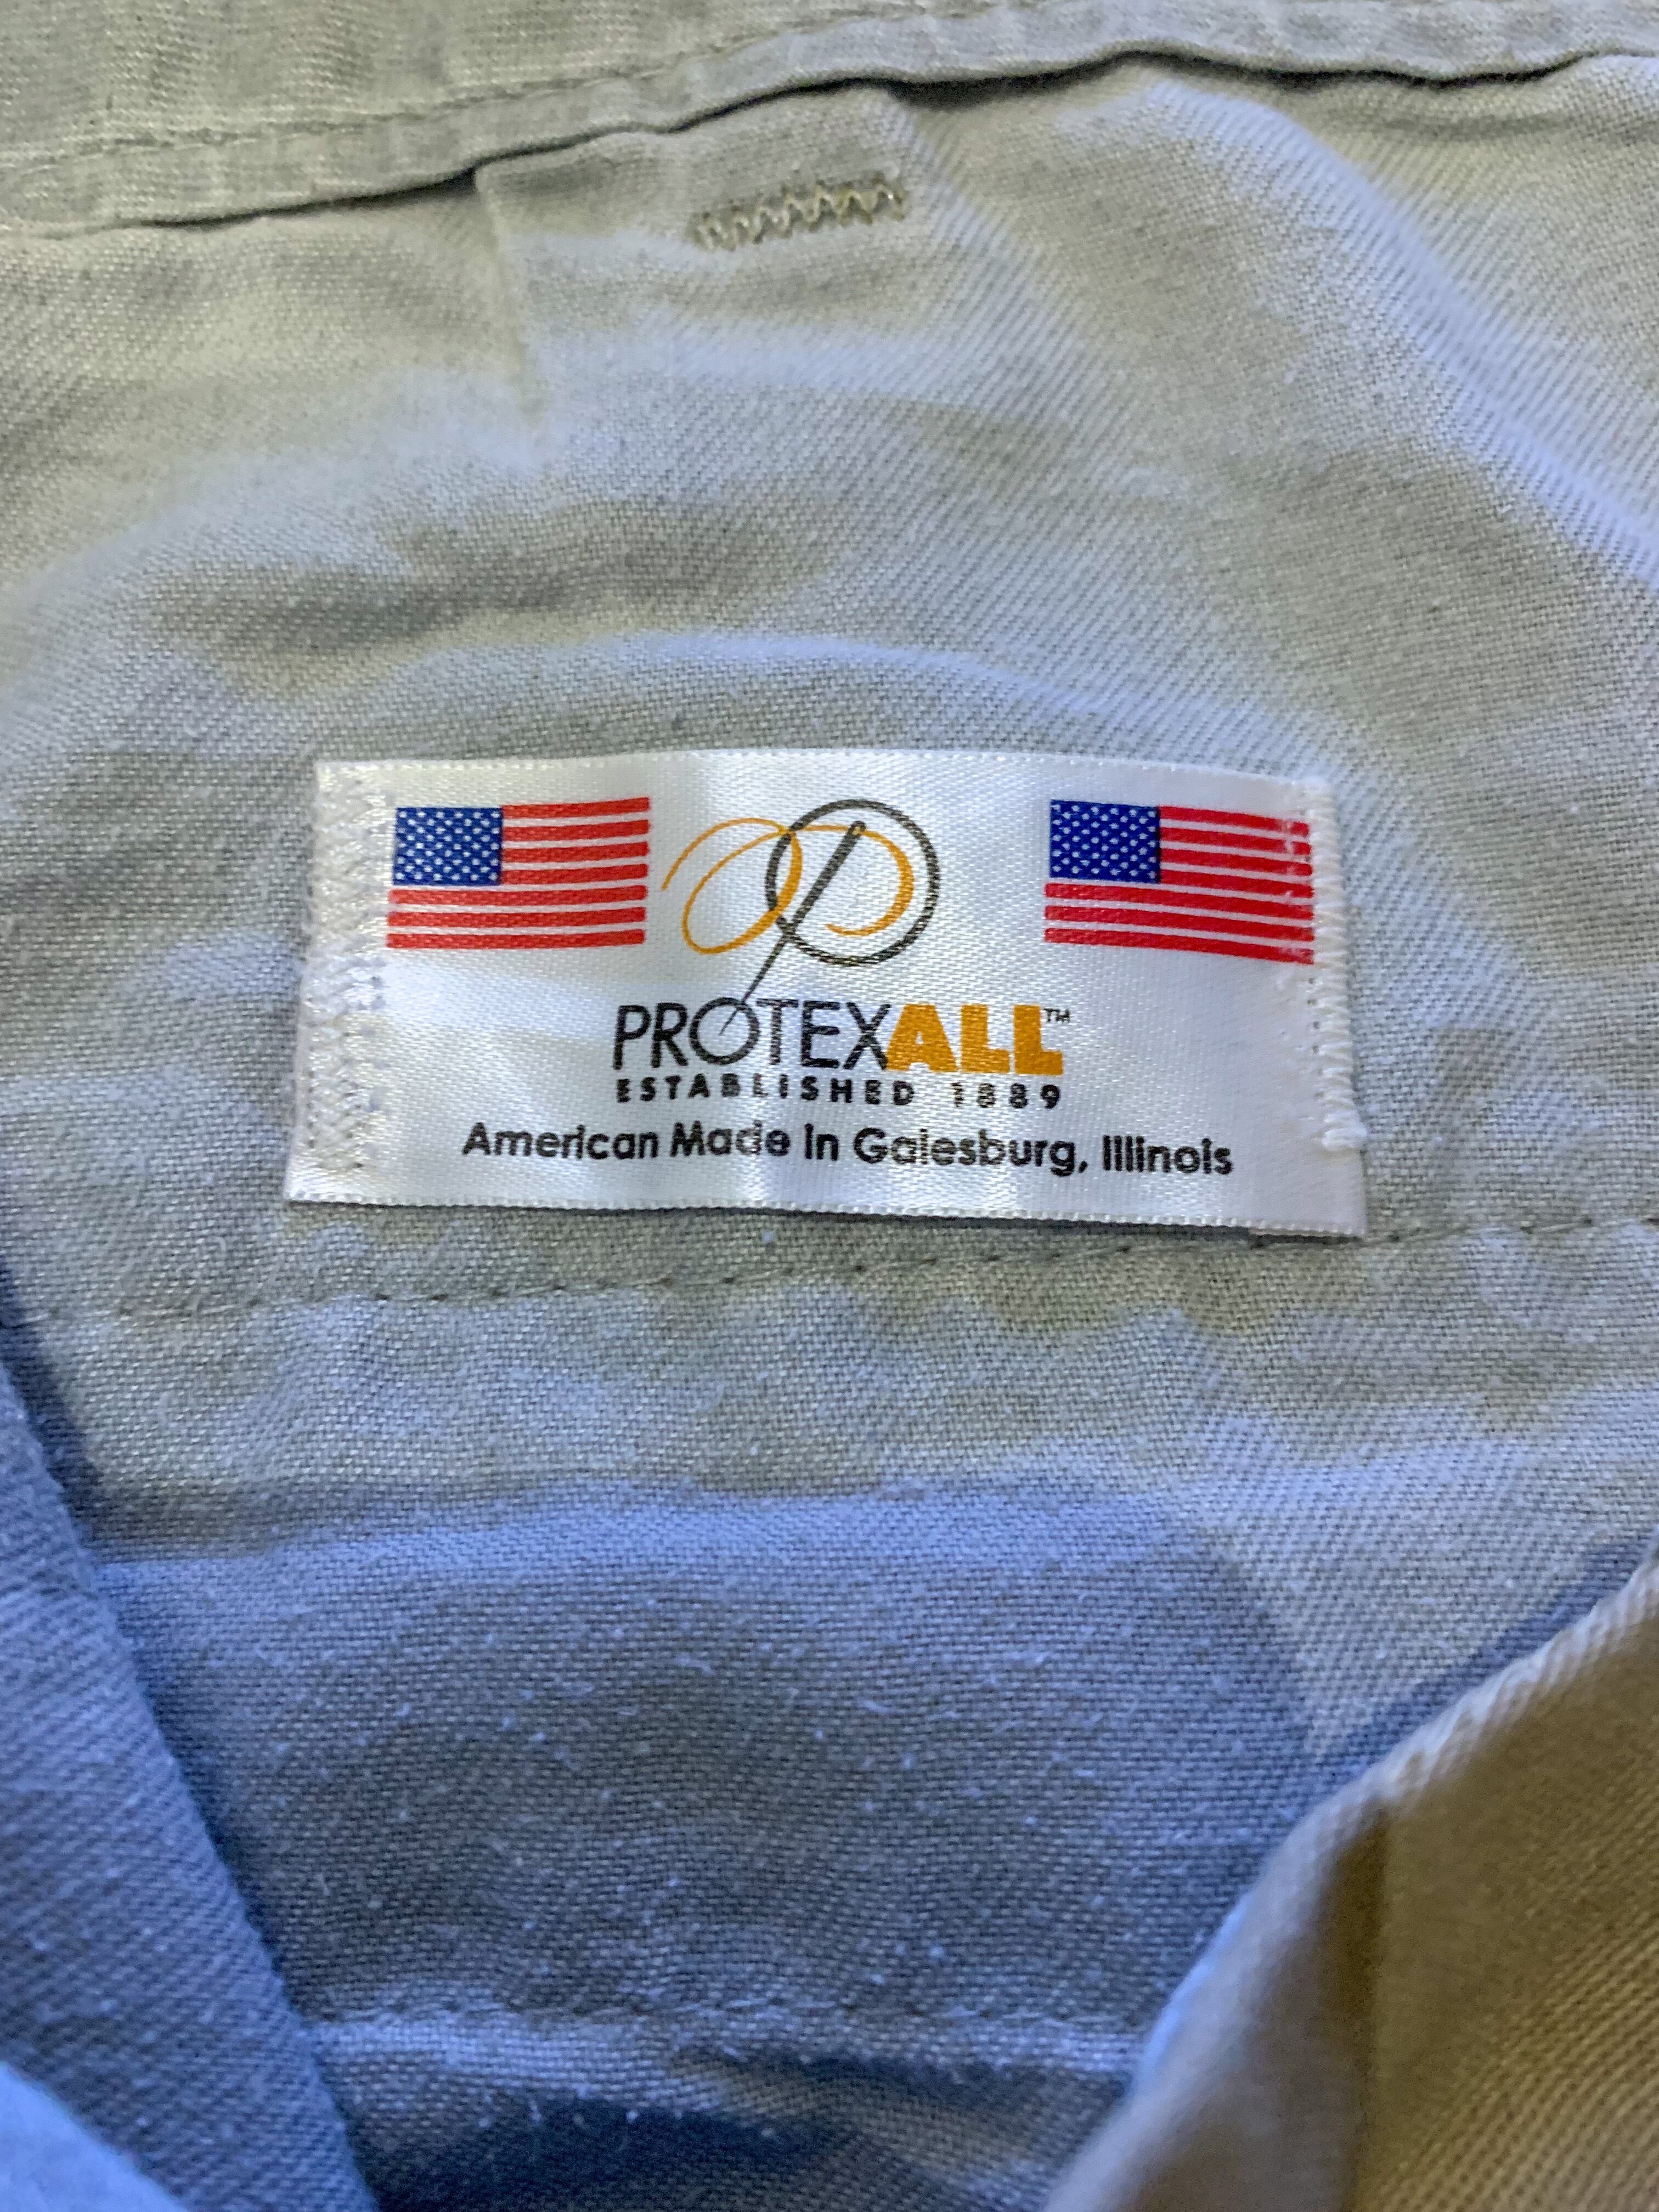 PROTEXALL™
ESTABLISHED 1889
American Made in Galesburg, Illinois